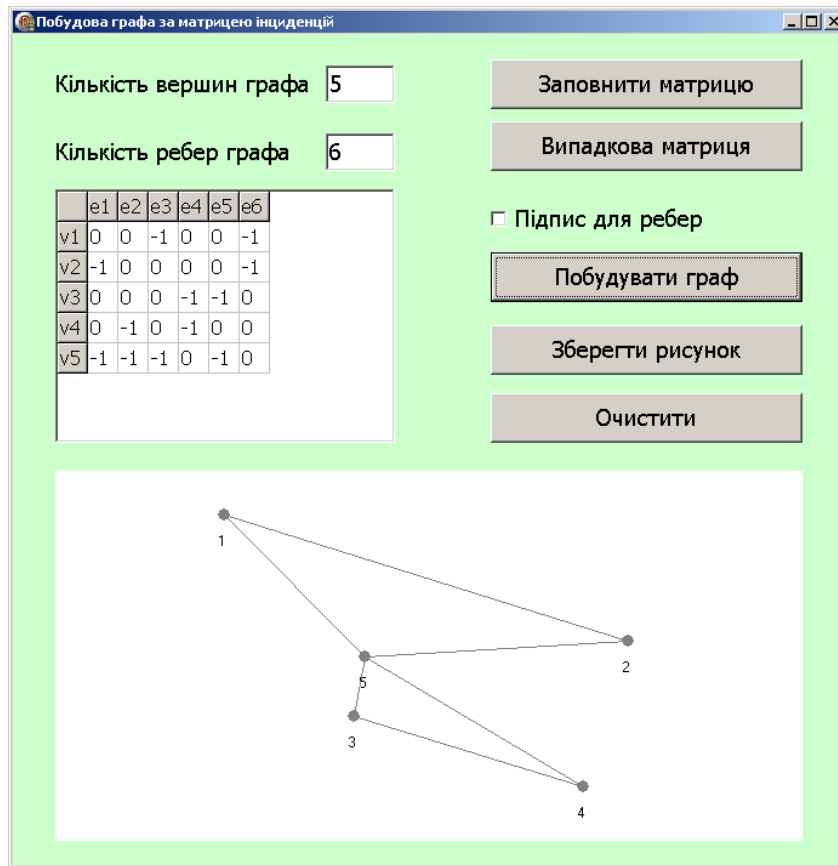 Побудова графа за матрицею інциденцій
Кількість вершин графа 5
Заповнити матрицю
Кількість ребер графа 6
Випадкова матриця
e1 e2 e3 e4 e5 e6
v1 0 0 -1 0 0 -1
v2 -1 0 0 0 0 -1
v3 0 0 0 -1 -1 0
v4 0 -1 0 -1 0 0
v5 -1 -1 -1 0 -1 0
Підпис для ребер
Побудувати граф
Зберегти рисунок
Очистити
1
2
5
3
4